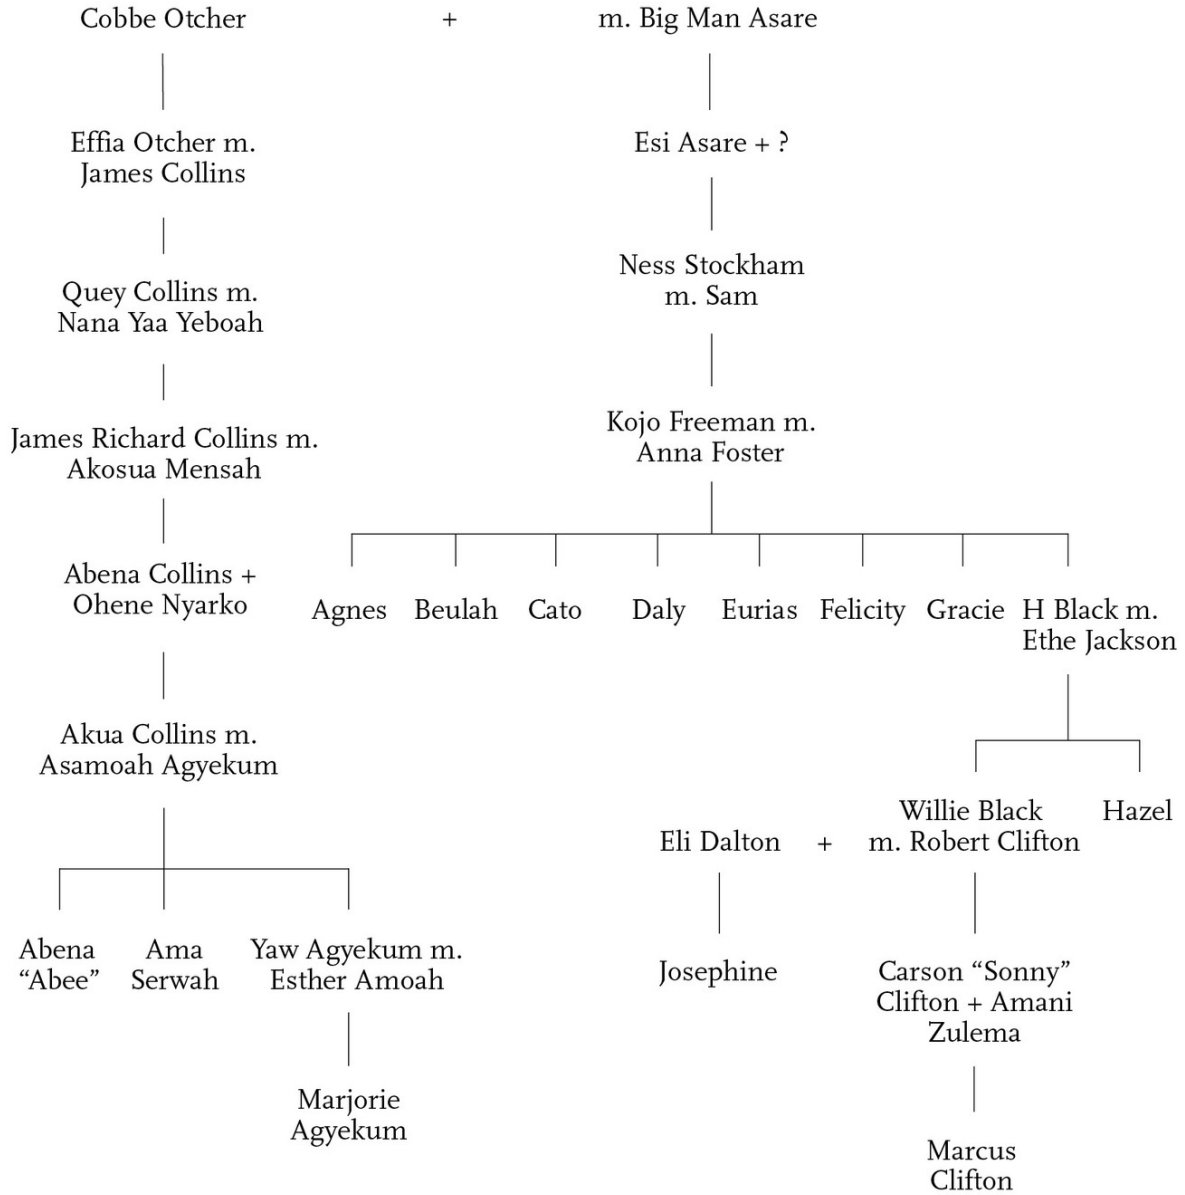 Cobbe Otcher + m. Big Man Asare
Effia Otcher m.
James Collins
Esi Asare + ?
Quey Collins m.
Nana Yaa Yeboah
Ness Stockham
m. Sam
James Richard Collins m.
Akosua Mensah
Kojo Freeman m.
Anna Foster
Abena Collins +
Ohene Nyarko
Agnes Beulah Cato Daly Eurias Felicity Gracie H Black m.
Ethe Jackson
Akua Collins m.
Asamoah Agyekum
Willie Black Hazel
Eli Dalton + m. Robert Clifton
Abena
“Abee”
Ama
Serwah
Yaw Agyekum m.
Esther Amoah
Josephine
Carson “Sonny”
Clifton + Amani
Zulema
Marjorie
Agyekum
Marcus
Clifton